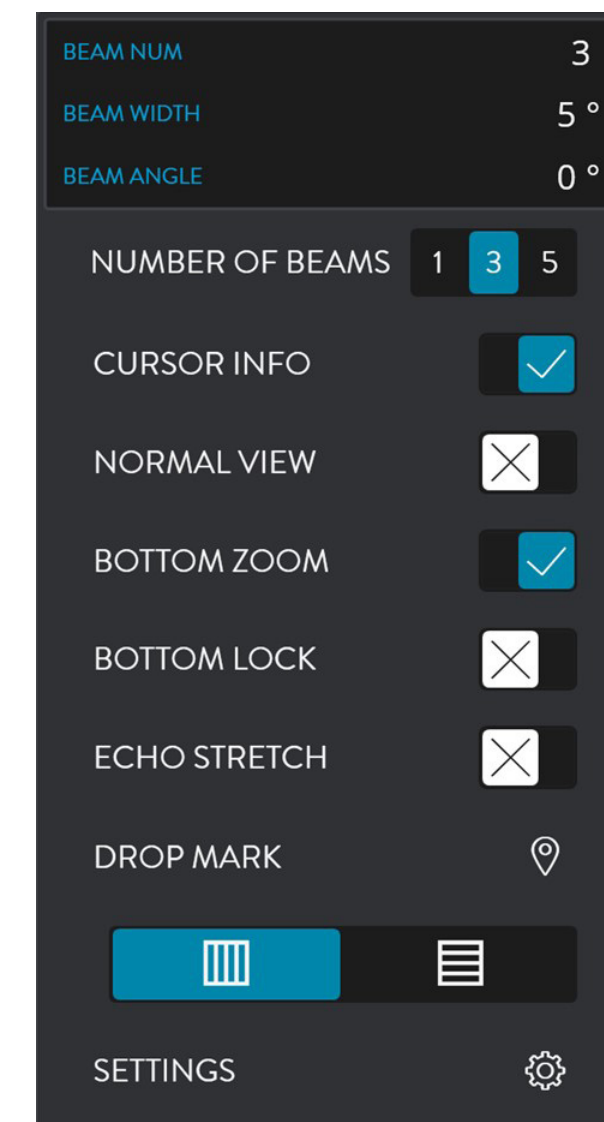 BEAM NUM 3
BEAM WIDTH 5 °
BEAM ANGLE 0 °
NUMBER OF BEAMS 1 3 5
CURSOR INFO
NORMAL VIEW
BOTTOM ZOOM
BOTTOM LOCK
ECHO STRETCH
DROP MARK
SETTINGS